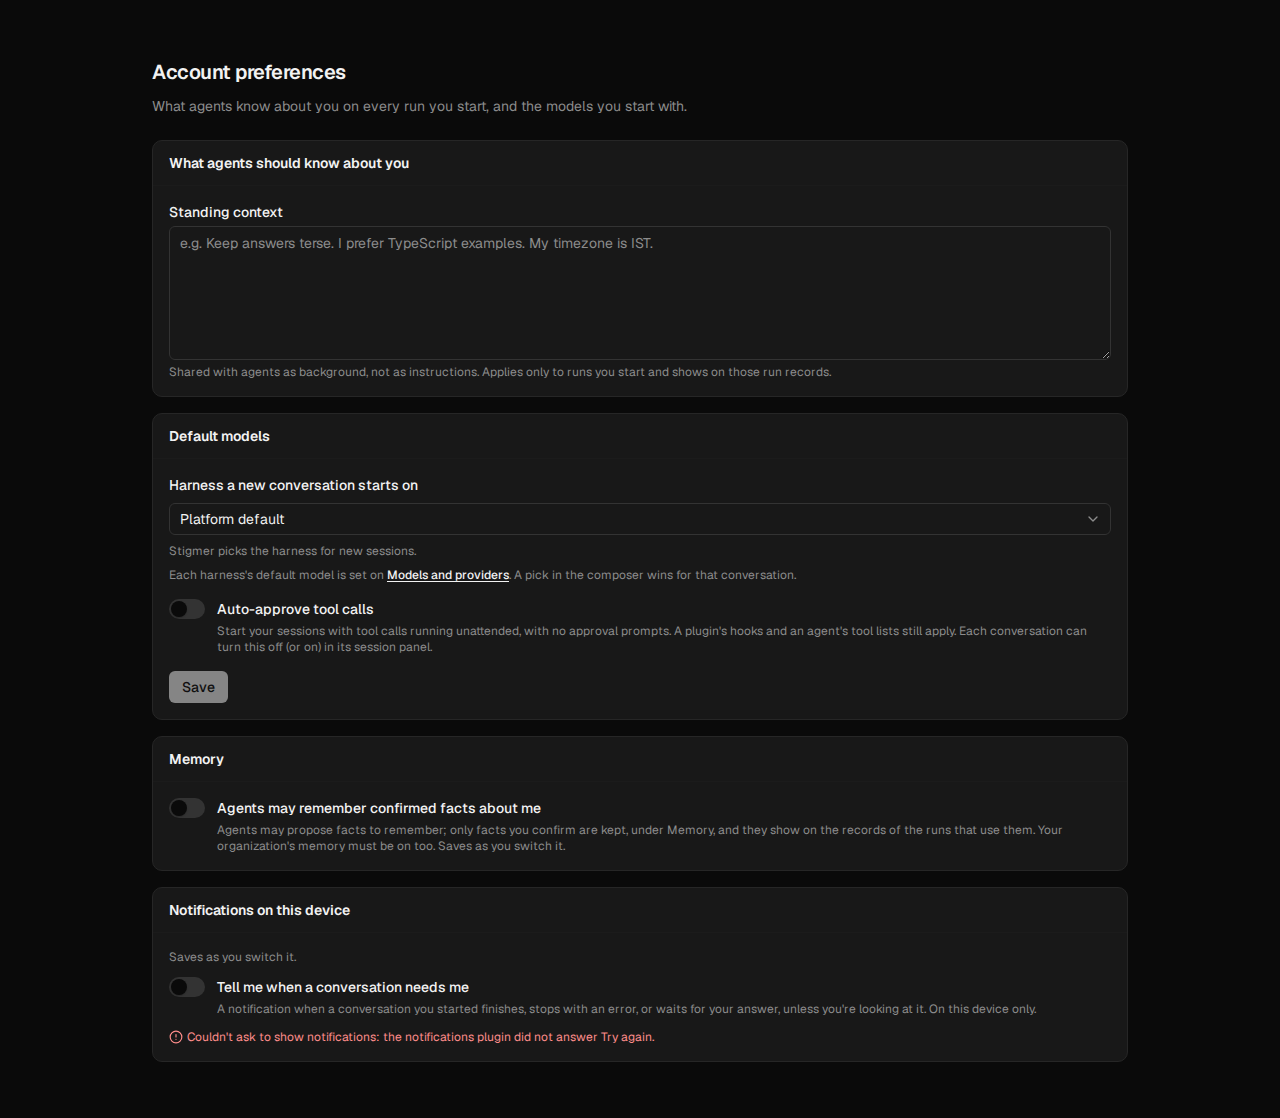 Account preferences
What agents know about you on every run you start, and the models you start with.
What agents should know about you
Standing context
e.g. Keep answers terse. I prefer TypeScript examples. My timezone is IST.
Shared with agents as background, not as instructions. Applies only to runs you start and shows on those run records.
Default models
Harness a new conversation starts on
Platform default
Stigmer picks the harness for new sessions.
Each harness's default model is set on Models and providers. A pick in the composer wins for that conversation.
Auto-approve tool calls
Start your sessions with tool calls running unattended, with no approval prompts. A plugin's hooks and an agent's tool lists still apply. Each conversation can
turn this off (or on) in its session panel.
Save
Memory
Agents may remember confirmed facts about me
Agents may propose facts to remember; only facts you confirm are kept, under Memory, and they show on the records of the runs that use them. Your
organization's memory must be on too. Saves as you switch it.
Notifications on this device
Saves as you switch it.
Tell me when a conversation needs me
A notification when a conversation you started finishes, stops with an error, or waits for your answer, unless you're looking at it. On this device only.
Couldn't ask to show notifications: the notifications plugin did not answer Try again.